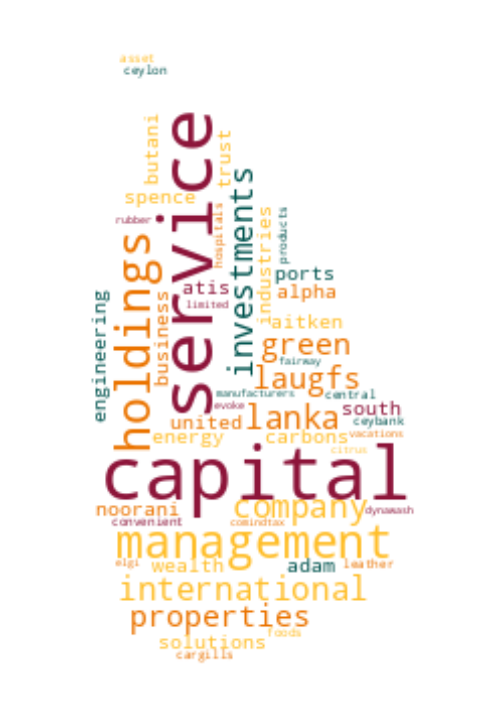 asset
ceylon
service
butani
trust
investments
spence
industries
hospitals
products
rubber
holdings
ports
atis
alpha
engineering
business
limited
aitken
green
fairway
laugfs
manufacturers
central
evoke
lanka
south
united
ceybank
energy
carbons
vacations
citrus
capital
noorani
company
dynawash
convenient
comindtax
management
elgi
wealth
adam
leather
international
properties
foods
solutions
cargills